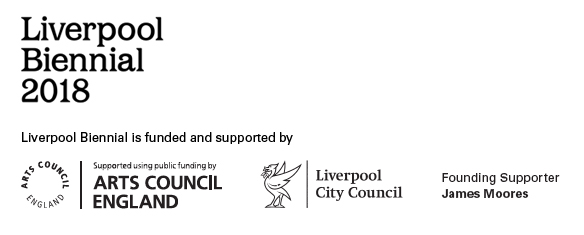 Liverpool
Biennial
2018
Liverpool Biennial is funded and supported by
ARTS COUNCIL
ENGLAND
Supported using public funding by
ARTS COUNCIL
ENGLAND
Liverpool
City Council
Founding Supporter
James Moores